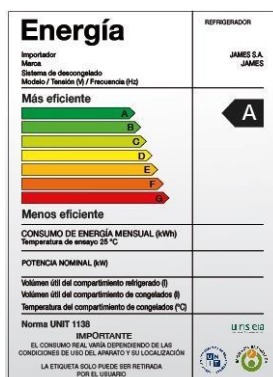 Energía
REFRIGERADOR
Importador JAMES S.A.
Marca JAMES
Sistema de descongelado
Modelo / Tensión (V) / Frecuencia (Hz)
Más eficiente
A
A
B
C
D
E
F
G
Menos eficiente
CONSUMO DE ENERGÍA MENSUAL (kWh)
Temperatura de ensayo 25 °C
POTENCIA NOMINAL (kW)
Volúmen útil del compartimiento refrigerado (l)
Volúmen útil del compartimiento de congelados (l)
Temperatura del compartimiento de congelados (°C)
Norma UNIT 1138
IMPORTANTE
EL CONSUMO REAL VARÍA DEPENDIENDO DE LAS
CONDICIONES DE USO DEL APARATO Y SU LOCALIZACIÓN
LA ETIQUETA SOLO PUEDE SER RETIRADA
POR EL USUARIO
ursea
UNIT